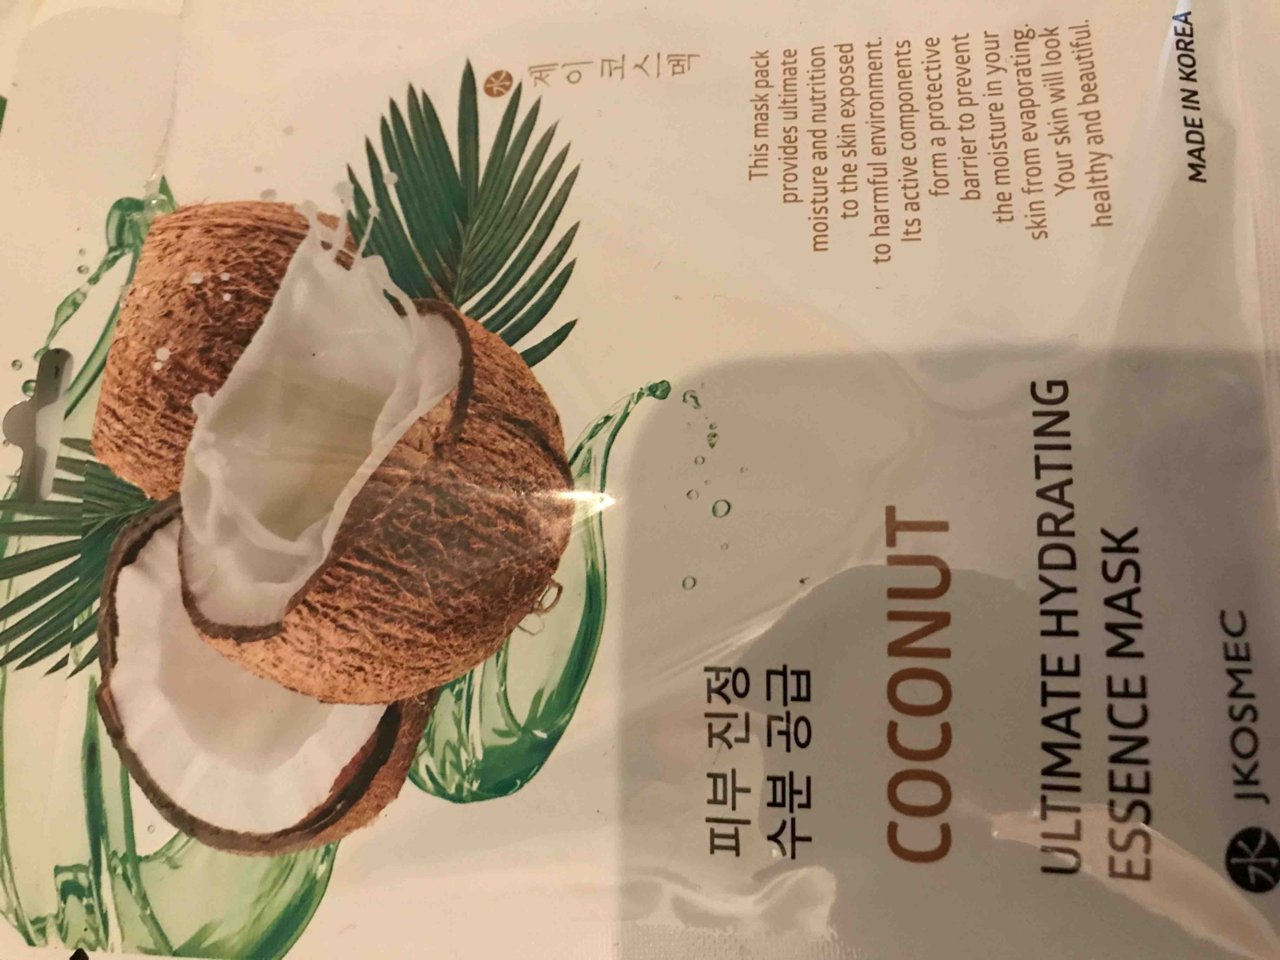 제
이
코
스
멕
This mask pack
provides ultimate
moisture and nutrition
to the skin exposed
to harmful environment.
Its active components
form a protective
barrier to prevent
the moisture in your
skin from evaporating.
Your skin will look
healthy and beautiful.
피부 진정
수분 공급
COCONUT
ULTIMATE HYDRATING
ESSENCE MASK
水 JKOSMEC
MADE IN KOREA